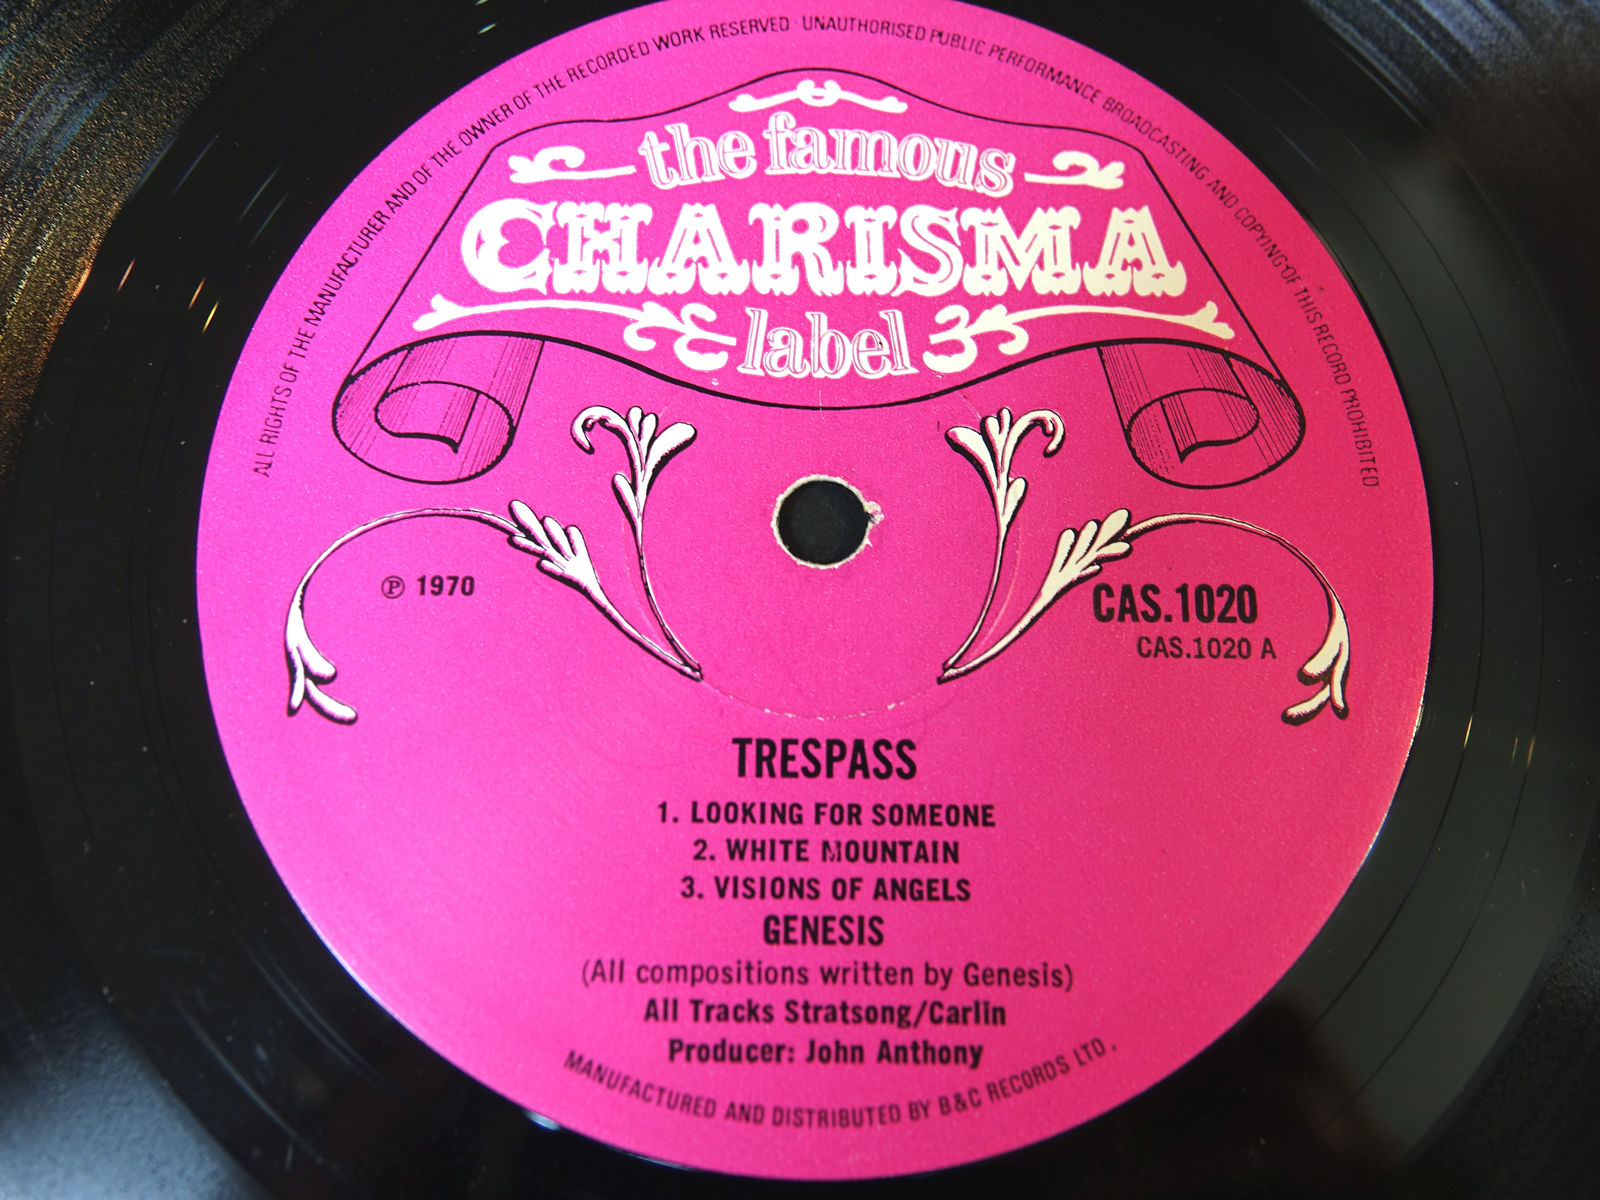 ALL RIGHTS OF THE MANUFACTURER AND OF THE OWNER OF THE RECORDED WORK RESERVED · UNAUTHORISED PUBLIC PERFORMANCE BROADCASTING AND COPYING OF THIS RECORD PROHIBITED
the famous
CHARISMA
label
℗ 1970
CAS.1020
CAS.1020 A
TRESPASS
1. LOOKING FOR SOMEONE
2. WHITE MOUNTAIN
3. VISIONS OF ANGELS
GENESIS
(All compositions written by Genesis)
All Tracks Stratsong/Carlin
Producer: John Anthony
MANUFACTURED AND DISTRIBUTED BY B&C RECORDS LTD.